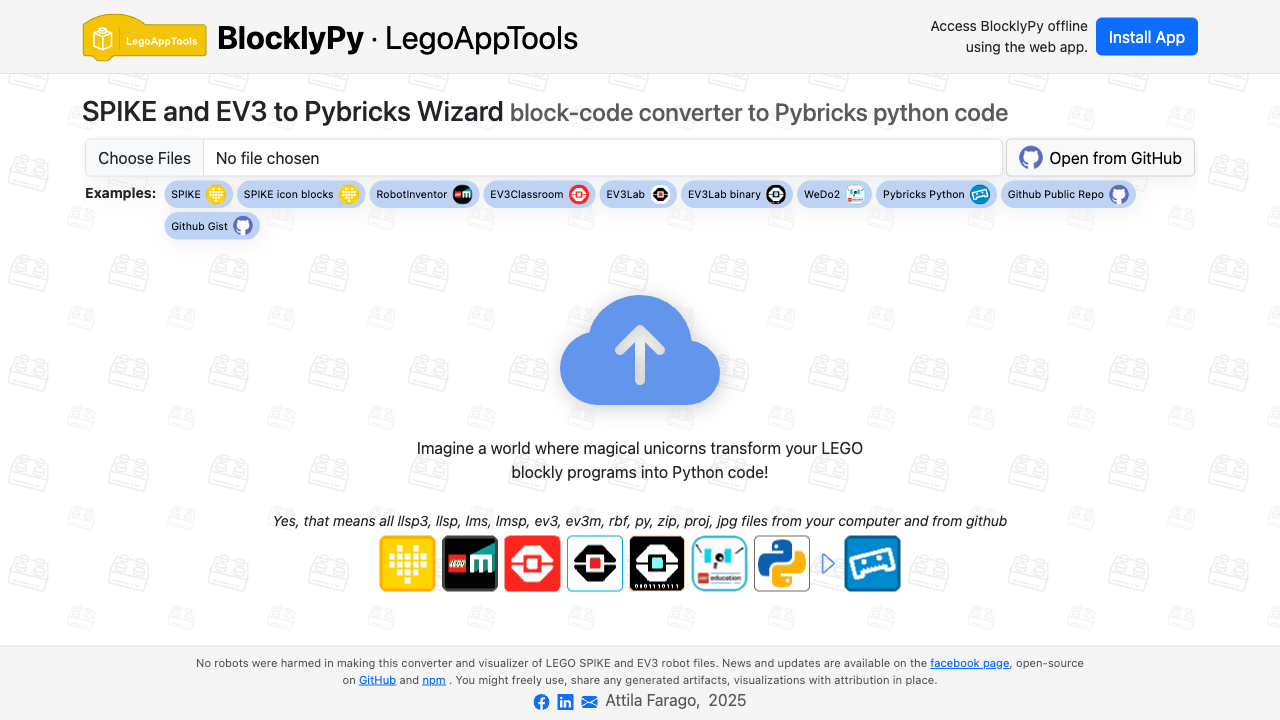 LegoAppTools
BlocklyPy · LegoAppTools
Access BlocklyPy offline
using the web app.
Install App
SPIKE and EV3 to Pybricks Wizard block-code converter to Pybricks python code
Choose Files No file chosen
Open from GitHub
Examples: SPIKE SPIKE icon blocks RobotInventor EV3Classroom EV3Lab EV3Lab binary WeDo2 Pybricks Python Github Public Repo
Github Gist
Imagine a world where magical unicorns transform your LEGO
blockly programs into Python code!
Yes, that means all llsp3, llsp, lms, lmsp, ev3, ev3m, rbf, py, zip, proj, jpg files from your computer and from github
LEGO
education
No robots were harmed in making this converter and visualizer of LEGO SPIKE and EV3 robot files. News and updates are available on the facebook page, open-source
on GitHub and npm . You might freely use, share any generated artifacts, visualizations with attribution in place.
Attila Farago, 2025